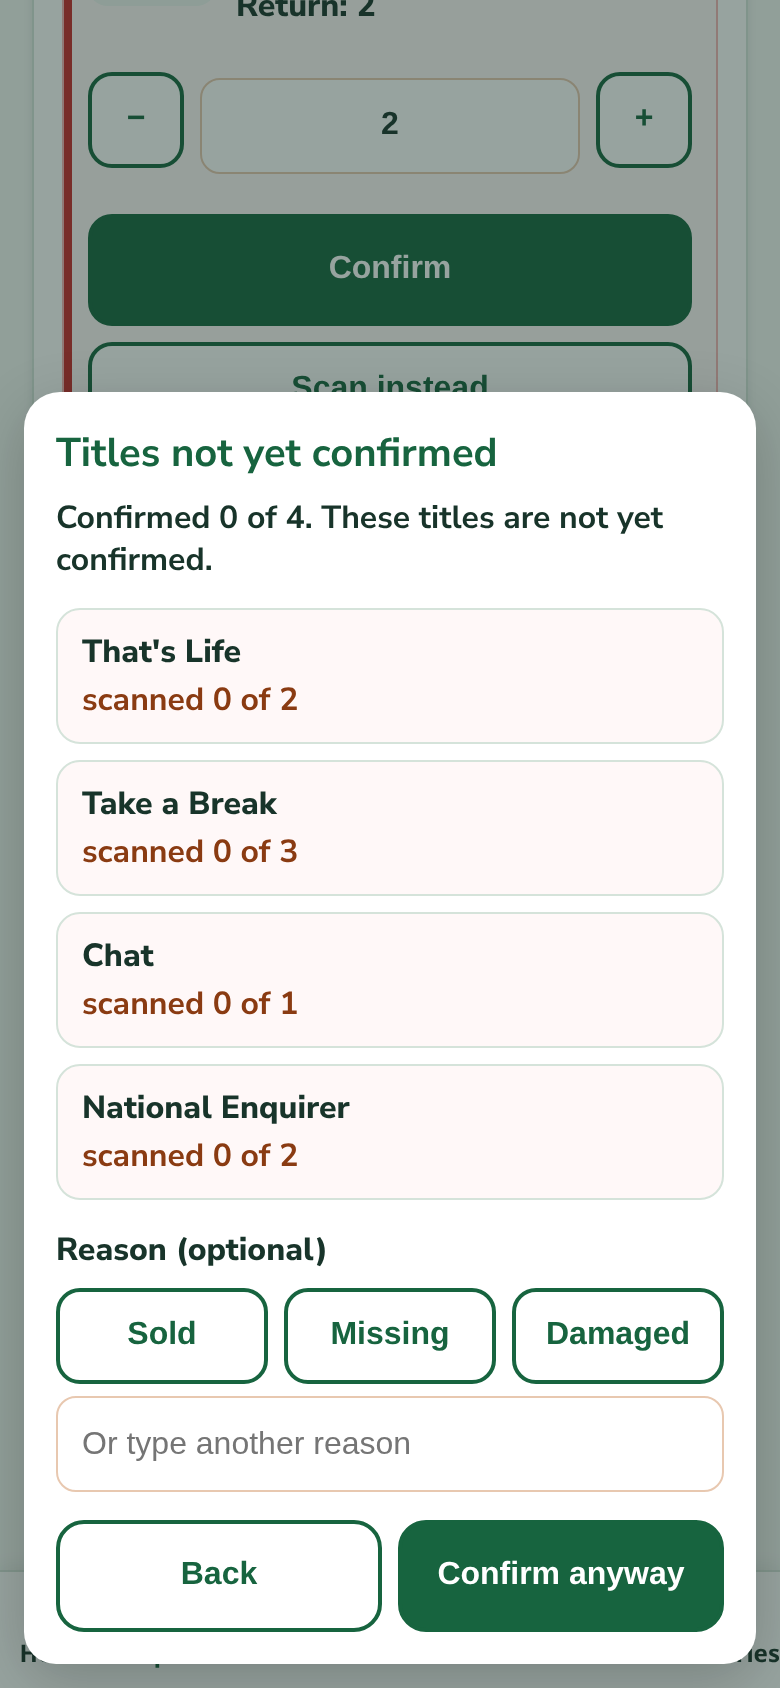 Return: 2
−
2
+
Confirm
Scan instead
Titles not yet confirmed
Confirmed 0 of 4. These titles are not yet
confirmed.
That's Life
scanned 0 of 2
Take a Break
scanned 0 of 3
Chat
scanned 0 of 1
National Enquirer
scanned 0 of 2
Reason (optional)
Sold
Missing
Damaged
Or type another reason
Back
Confirm anyway